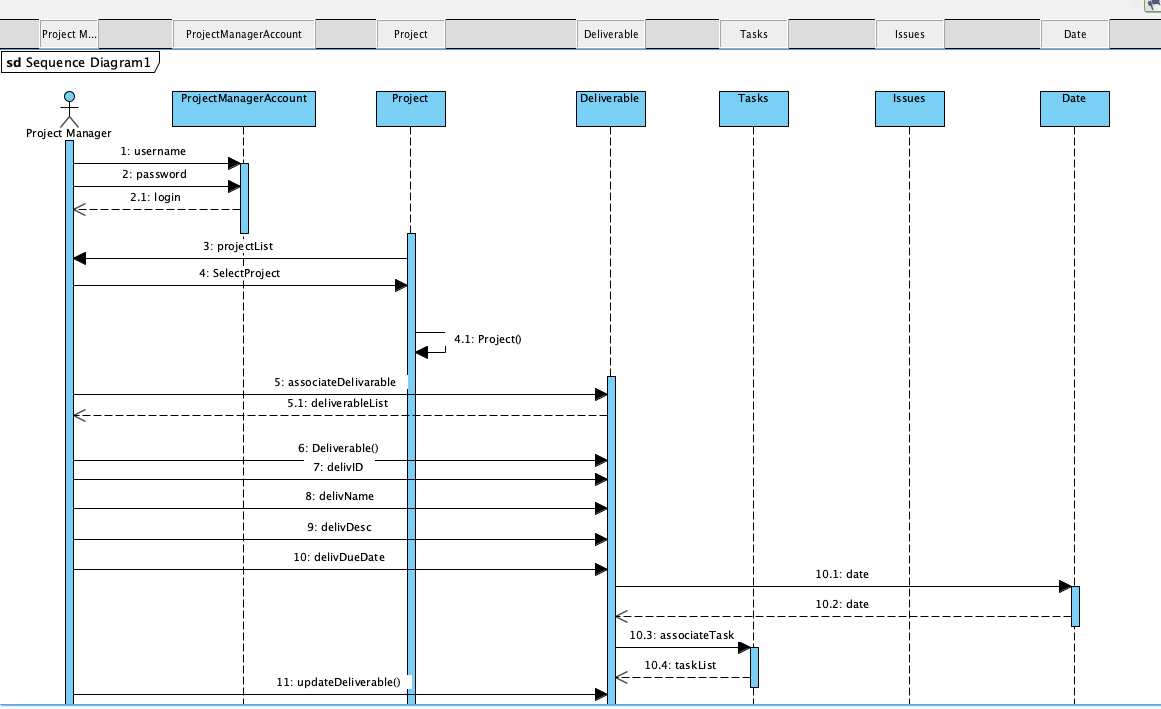 Project M...
ProjectManagerAccount
Project
Deliverable
Tasks
Issues
Date
sd Sequence Diagram1
ProjectManagerAccount
Project
Deliverable
Tasks
Issues
Date
Project Manager
1: username
2: password
2.1: login
3: projectList
4: SelectProject
4.1: Project()
5: associateDelivarable
5.1: deliverableList
6: Deliverable()
7: delivID
8: delivName
9: delivDesc
10: delivDueDate
10.1: date
10.2: date
10.3: associateTask
10.4: taskList
11: updateDeliverable()